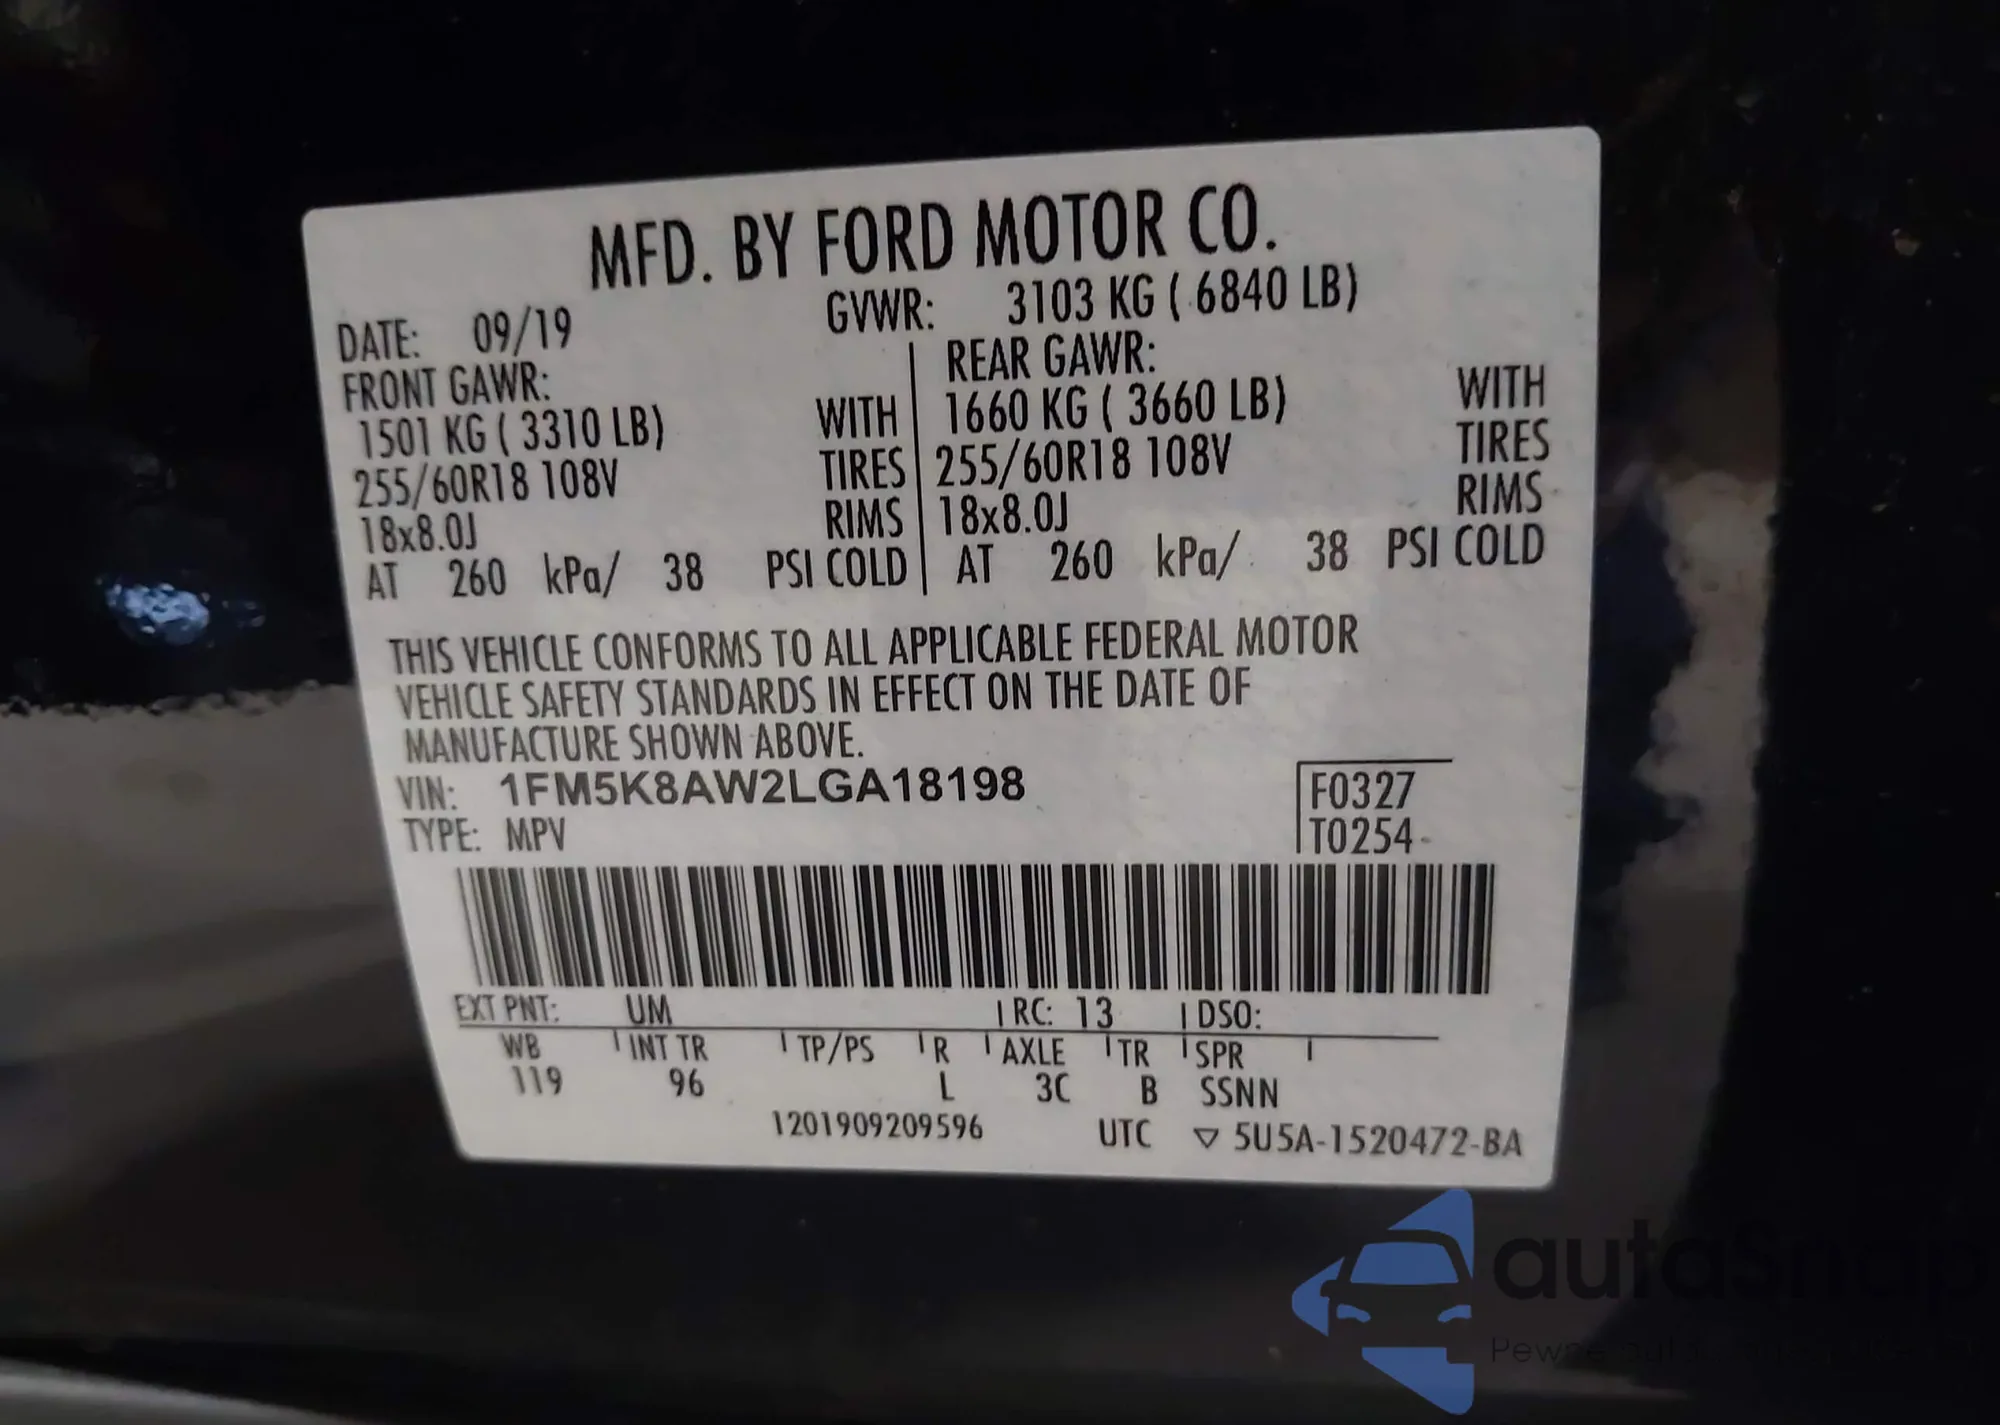 MFD. BY FORD MOTOR CO.
DATE: 09/19 GVWR: 3103 KG ( 6840 LB)
FRONT GAWR: REAR GAWR:
1501 KG ( 3310 LB) WITH 1660 KG ( 3660 LB) WITH
255/60R18 108V TIRES 255/60R18 108V TIRES
18x8.0J RIMS 18x8.0J RIMS
AT 260 kPa/ 38 PSI COLD AT 260 kPa/ 38 PSI COLD
THIS VEHICLE CONFORMS TO ALL APPLICABLE FEDERAL MOTOR
VEHICLE SAFETY STANDARDS IN EFFECT ON THE DATE OF
MANUFACTURE SHOWN ABOVE.
VIN: 1FM5K8AW2LGA18198 F0327
TYPE: MPV T0254
EXT PNT: UM RC: 13 DSO:
WB INT TR TP/PS R AXLE TR SPR
119 96 L 3C B SSNN
1201909209596 UTC ▽ 5U5A-1520472-BA
autoSnap